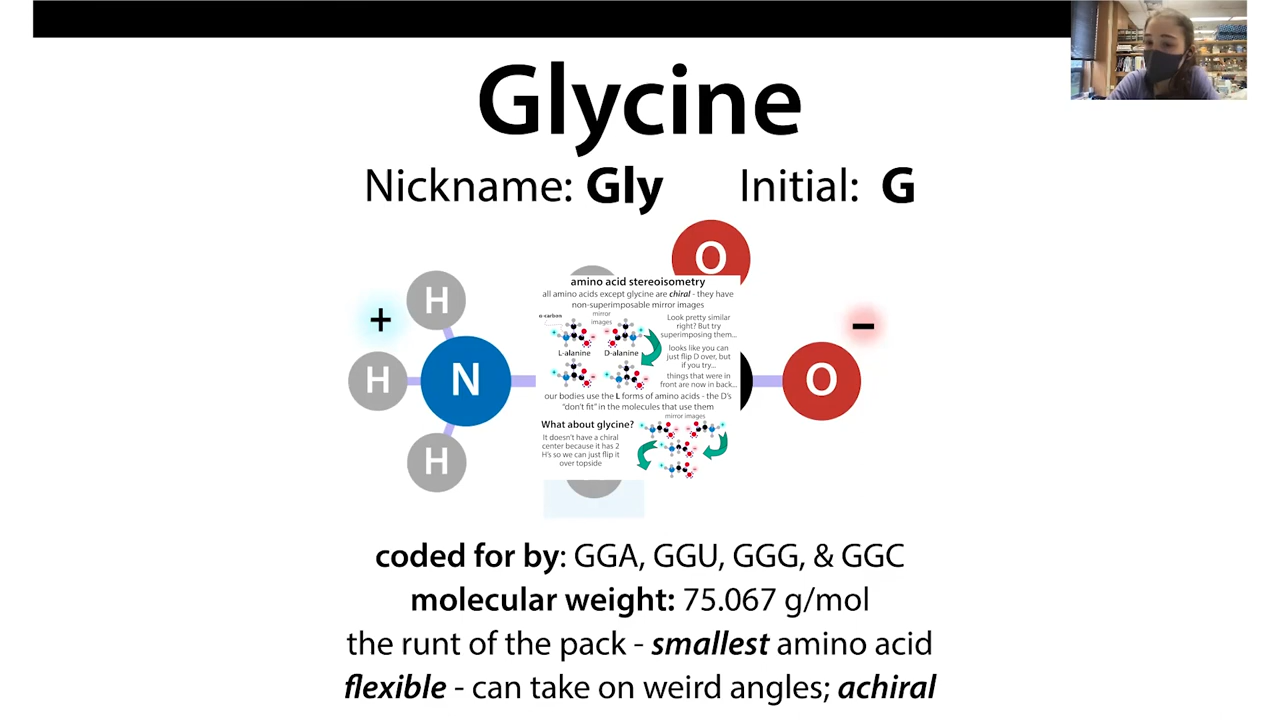 Glycine
Nickname: Gly Initial: G
O
+
H
H
N
H
−
O
amino acid stereoisometry
all amino acids except glycine are chiral - they have
non-superimposable mirror images
α-carbon
mirror
images
L-alanine
D-alanine
Look pretty similar
right? But try
superimposing them...
looks like you can
just flip D over, but
if you try...
things that were in
front are now in back...
our bodies use the L forms of amino acids - the D's
"don't fit" in the molecules that use them
What about glycine?
It doesn't have a chiral
center because it has 2
H's so we can just flip it
over topside
mirror images
coded for by: GGA, GGU, GGG, & GGC
molecular weight: 75.067 g/mol
the runt of the pack - smallest amino acid
flexible - can take on weird angles; achiral